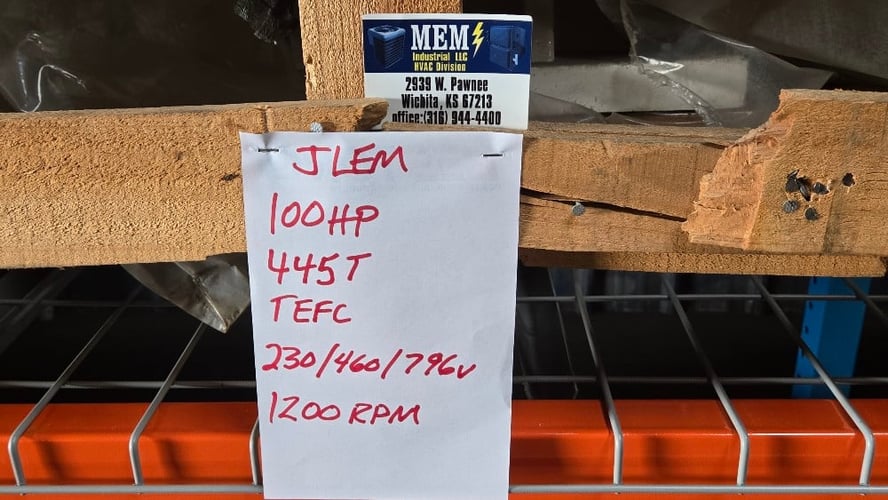 MEM
Industrial LLC
HVAC Division
2939 W. Pawnee
Wichita, KS 67213
office:(316) 944-4400
JLEM
100HP
445T
TEFC
230/460/796v
1200 RPM